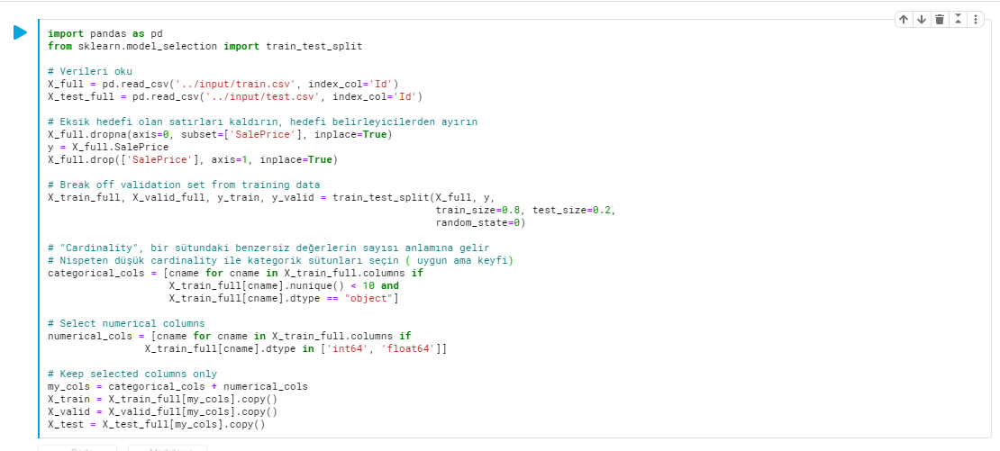 import pandas as pd
from sklearn.model_selection import train_test_split
# Verileri oku
X_full = pd.read_csv('../input/train.csv', index_col='Id')
X_test_full = pd.read_csv('../input/test.csv', index_col='Id')
# Eksik hedefi olan satırları kaldırın, hedefi belirleyicilerden ayırın
X_full.dropna(axis=0, subset=['SalePrice'], inplace=True)
y = X_full.SalePrice
X_full.drop(['SalePrice'], axis=1, inplace=True)
# Break off validation set from training data
X_train_full, X_valid_full, y_train, y_valid = train_test_split(X_full, y,
train_size=0.8, test_size=0.2,
random_state=0)
# "Cardinality", bir sütundaki benzersiz değerlerin sayısı anlamına gelir
# Nispeten düşük cardinality ile kategorik sütunları seçin ( uygun ama keyfi)
categorical_cols = [cname for cname in X_train_full.columns if
X_train_full[cname].nunique() < 10 and
X_train_full[cname].dtype == "object"]
# Select numerical columns
numerical_cols = [cname for cname in X_train_full.columns if
X_train_full[cname].dtype in ['int64', 'float64']]
# Keep selected columns only
my_cols = categorical_cols + numerical_cols
X_train = X_train_full[my_cols].copy()
X_valid = X_valid_full[my_cols].copy()
X_test = X_test_full[my_cols].copy()